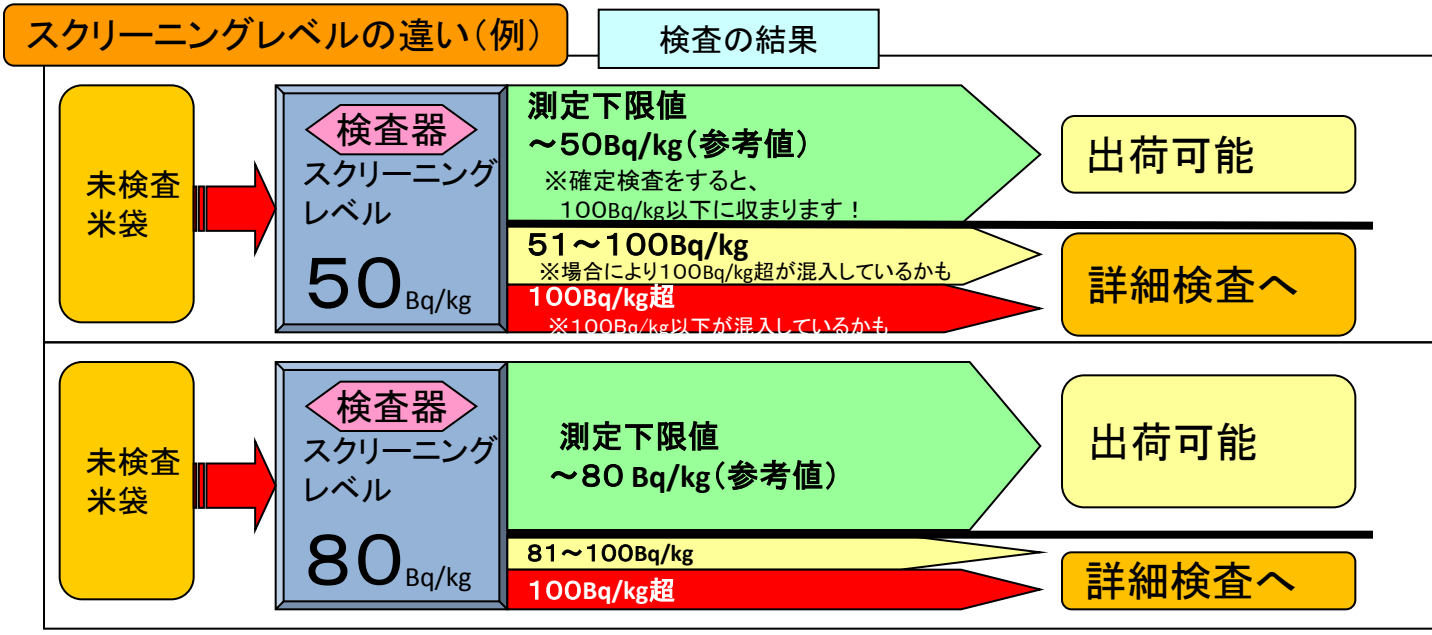 スクリーニングレベルの違い(例)
検査の結果
未検査
米袋
検査器
スクリーニング
レベル
50Bq/kg
測定下限値
~50Bq/kg(参考値)
※確定検査をすると、
100Bq/kg以下に収まります!
出荷可能
51~100Bq/kg
※場合により100Bq/kg超が混入しているかも
100Bq/kg超
※100Bq/kg以下が混入しているかも
詳細検査へ
未検査
米袋
検査器
スクリーニング
レベル
80Bq/kg
測定下限値
~80 Bq/kg(参考値)
出荷可能
81~100Bq/kg
100Bq/kg超
詳細検査へ